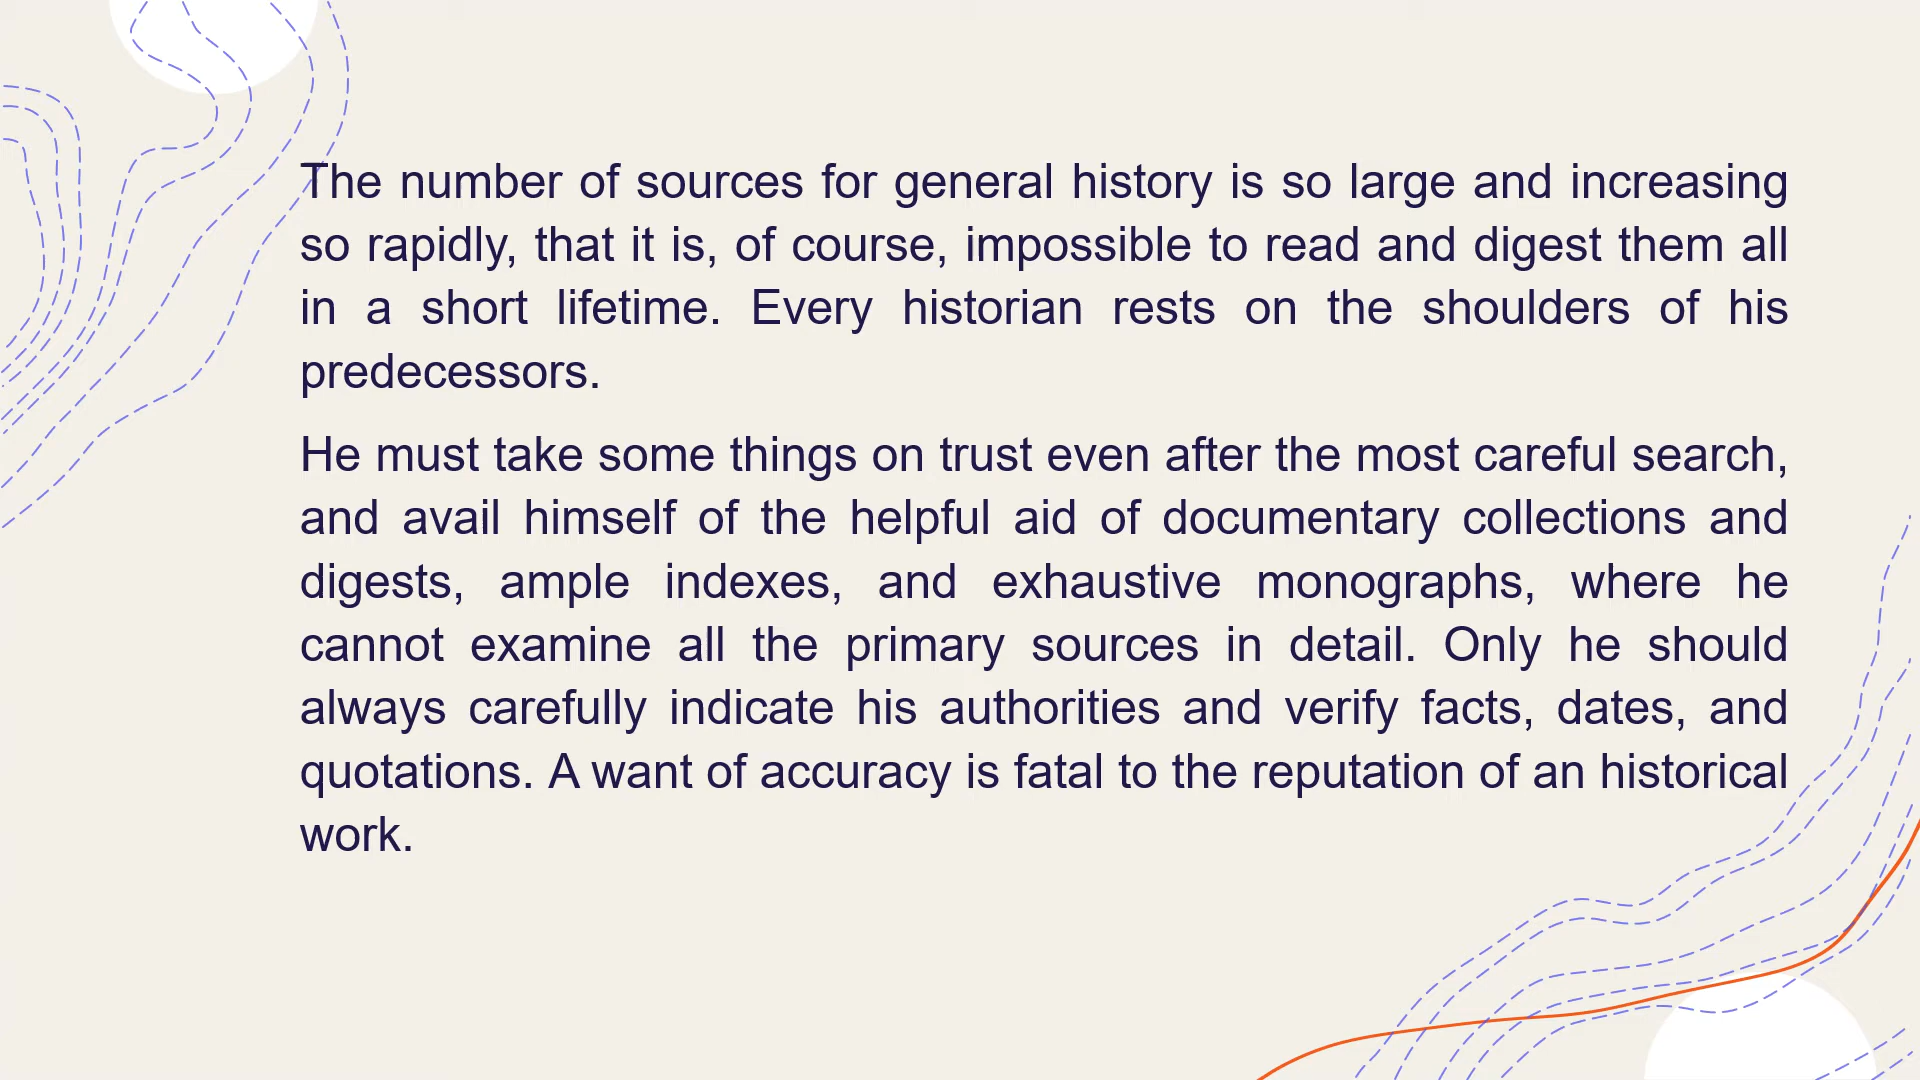 The number of sources for general history is so large and increasing
so rapidly, that it is, of course, impossible to read and digest them all
in a short lifetime. Every historian rests on the shoulders of his
predecessors.
He must take some things on trust even after the most careful search,
and avail himself of the helpful aid of documentary collections and
digests, ample indexes, and exhaustive monographs, where he
cannot examine all the primary sources in detail. Only he should
always carefully indicate his authorities and verify facts, dates, and
quotations. A want of accuracy is fatal to the reputation of an historical
work.